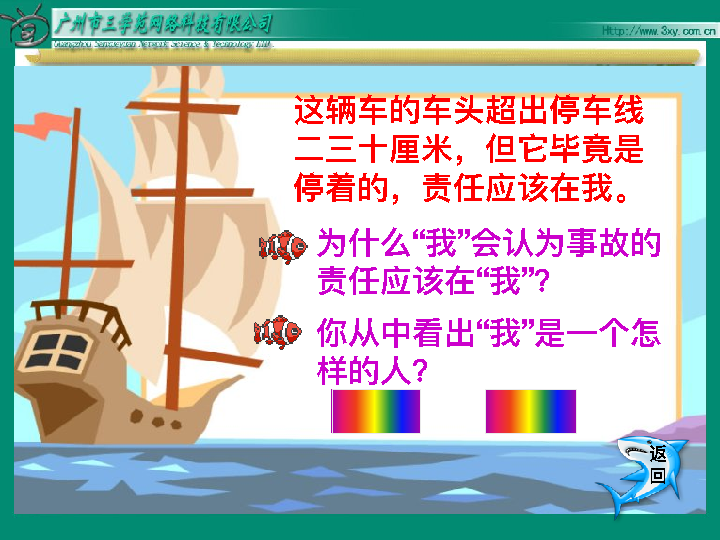 广州市三学苑网络科技有限公司
Guangzhou Sanxueyuan Network Science & Technology Ltd.
Http://www.3xy.com.cn
这辆车的车头超出停车线
二三十厘米，但它毕竟是
停着的，责任应该在我。
为什么“我”会认为事故的
责任应该在“我”？
你从中看出“我”是一个怎
样的人？
返
回